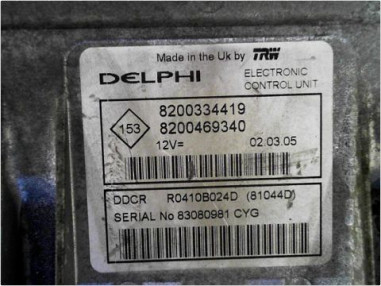 Made in the Uk by TRW
DELPHI ELECTRONIC
CONTROL UNIT
8200334419
153 8200469340
12V= 02.03.05
DDCR R0410B024D (81044D)
SERIAL No 83080981 CYG